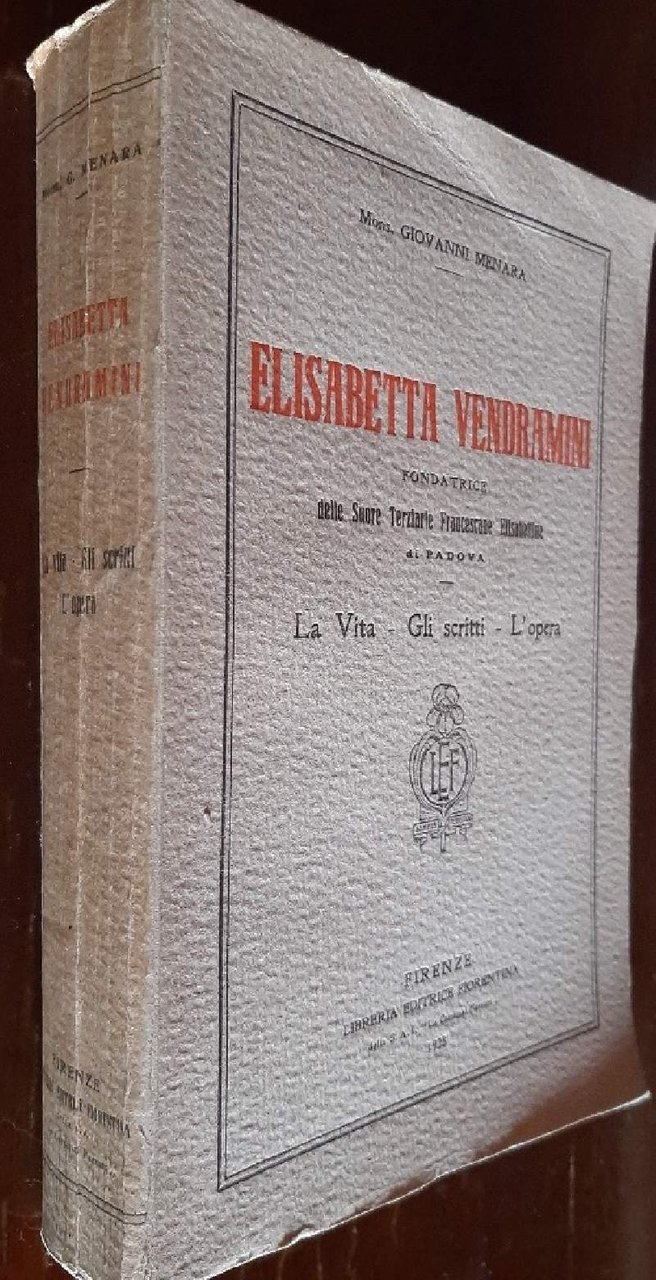 Mons. G. MENARA
ELISABETTA
VENDRAMINI
La vita - Gli scritti
L'opera
FIRENZE
Mons. GIOVANNI MENARA
ELISABETTA VENDRAMINI
FONDATRICE
delle Suore Terziarie Francescane Elisabettine
di PADOVA
La Vita - Gli scritti - L'opera
LEF
FIRENZE
LIBRERIA EDITRICE FIORENTINA
della S. A. I.